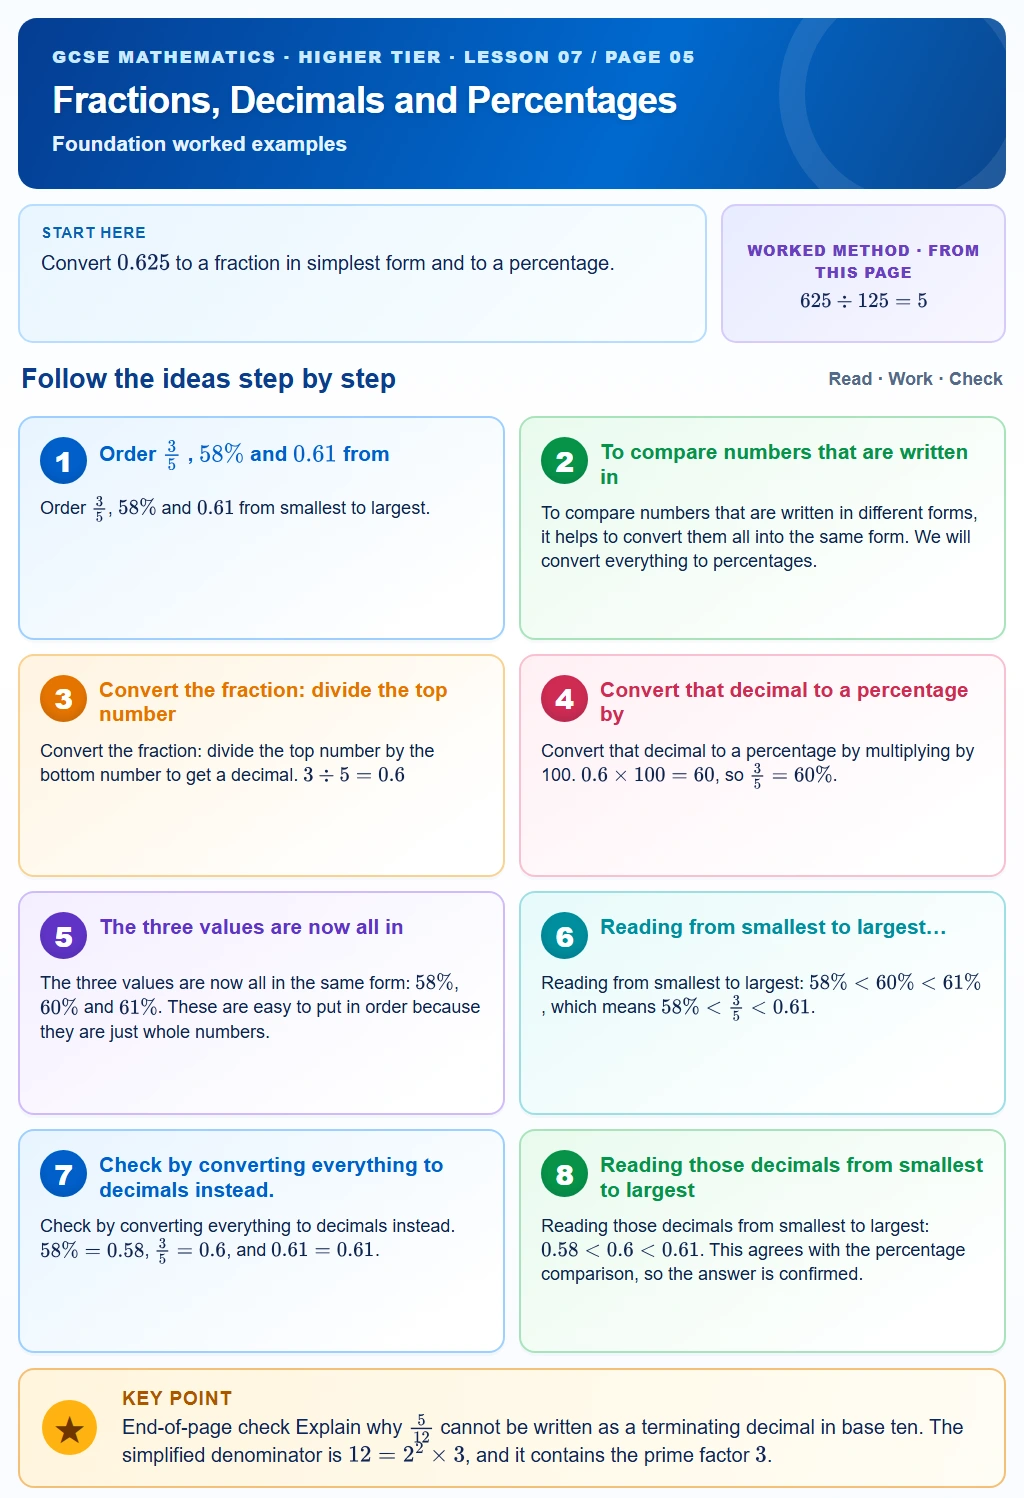 GCSE MATHEMATICS · HIGHER TIER · LESSON 07 / PAGE 05
Fractions, Decimals and Percentages
Foundation worked examples
START HERE
Convert 0.625 to a fraction in simplest form and to a percentage.
WORKED METHOD · FROM
THIS PAGE
625 ÷ 125 = 5
Follow the ideas step by step
Read · Work · Check
1
Order 3/5 , 58% and 0.61 from
Order 3/5, 58% and 0.61 from smallest to largest.
2
To compare numbers that are written
in
To compare numbers that are written in different forms,
it helps to convert them all into the same form. We will
convert everything to percentages.
3
Convert the fraction: divide the top
number
Convert the fraction: divide the top number by the
bottom number to get a decimal. 3 ÷ 5 = 0.6
4
Convert that decimal to a percentage
by
Convert that decimal to a percentage by multiplying by
100. 0.6 × 100 = 60, so 3/5 = 60%.
5
The three values are now all in
The three values are now all in the same form: 58%,
60% and 61%. These are easy to put in order because
they are just whole numbers.
6
Reading from smallest to largest…
Reading from smallest to largest: 58% < 60% < 61%
, which means 58% < 3/5 < 0.61.
7
Check by converting everything to
decimals instead.
Check by converting everything to decimals instead.
58% = 0.58, 3/5 = 0.6, and 0.61 = 0.61.
8
Reading those decimals from smallest
to largest
Reading those decimals from smallest to largest:
0.58 < 0.6 < 0.61. This agrees with the percentage
comparison, so the answer is confirmed.
KEY POINT
End-of-page check Explain why 5/12 cannot be written as a terminating decimal in base ten. The
simplified denominator is 12 = 2² × 3, and it contains the prime factor 3.